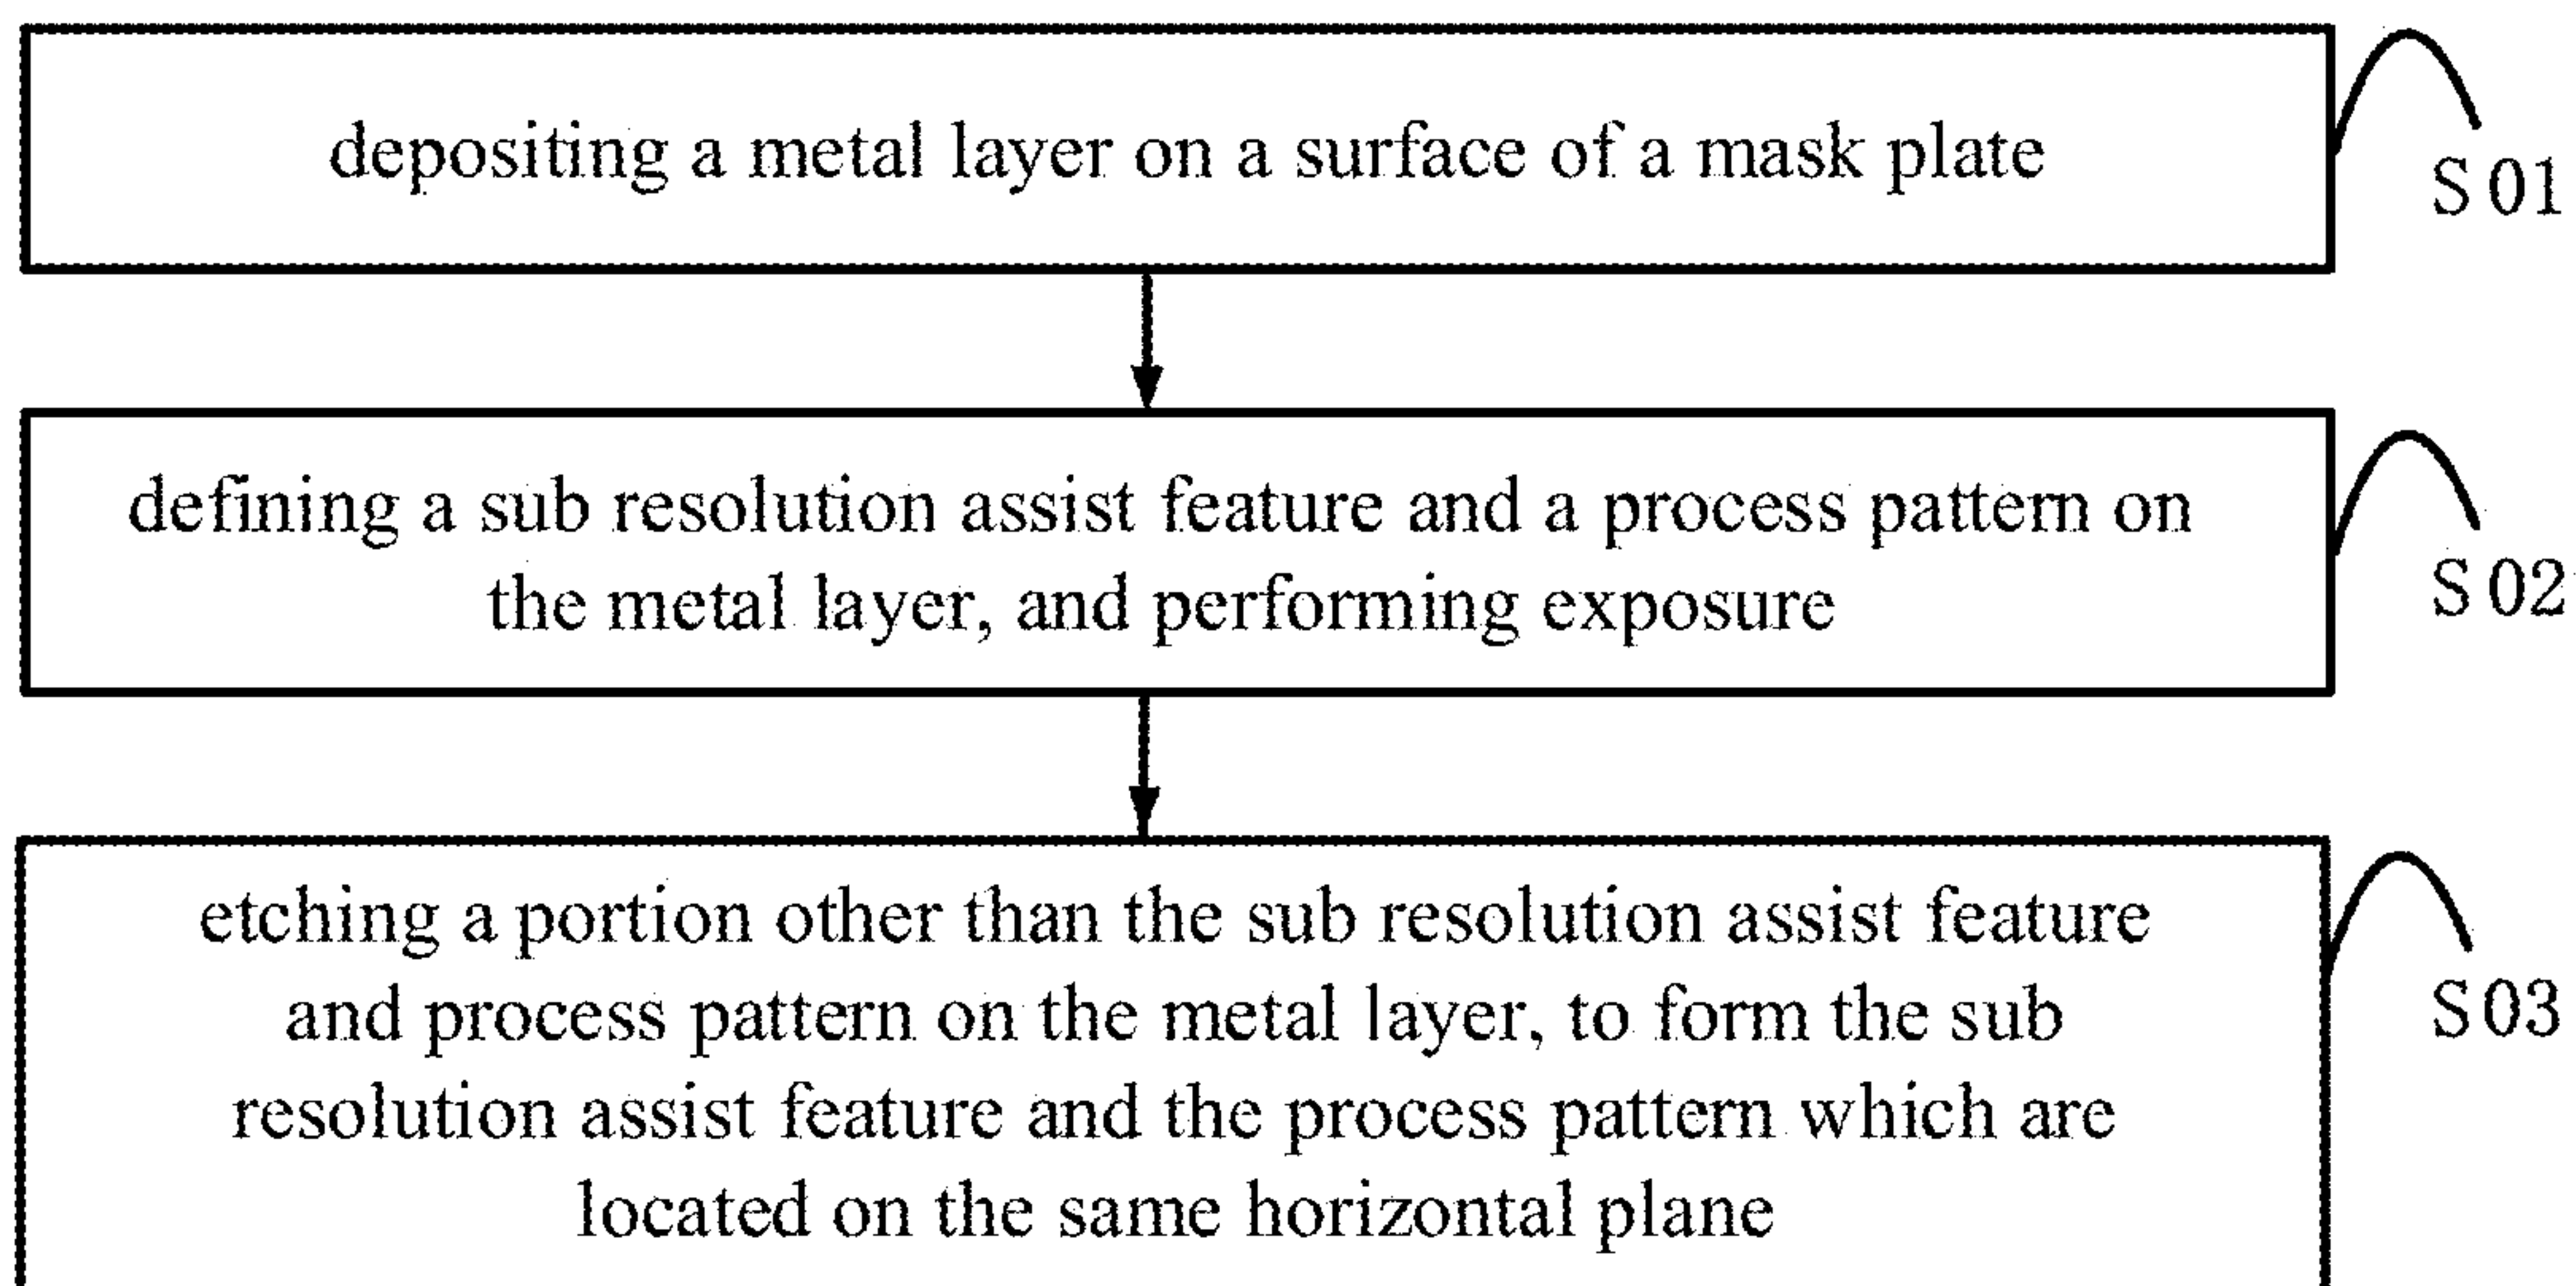 depositing a metal layer on a surface of a mask plate
S01
defining a sub resolution assist feature and a process pattern on
the metal layer, and performing exposure
S02
etching a portion other than the sub resolution assist feature
and process pattern on the metal layer, to form the sub
resolution assist feature and the process pattern which are
located on the same horizontal plane
S03